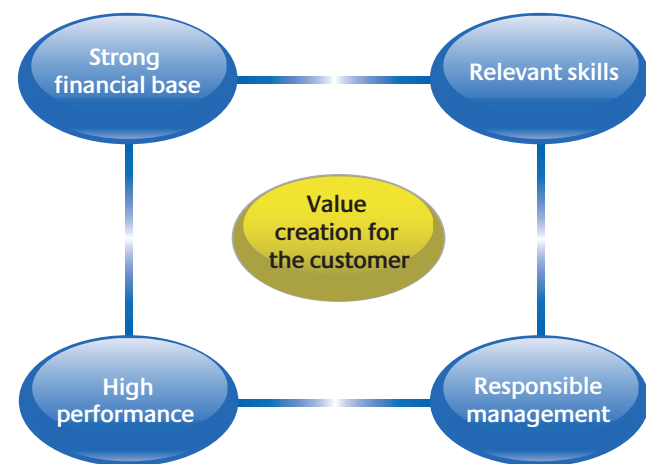 Strong
financial base
Relevant skills
Value
creation for
the customer
High
performance
Responsible
management